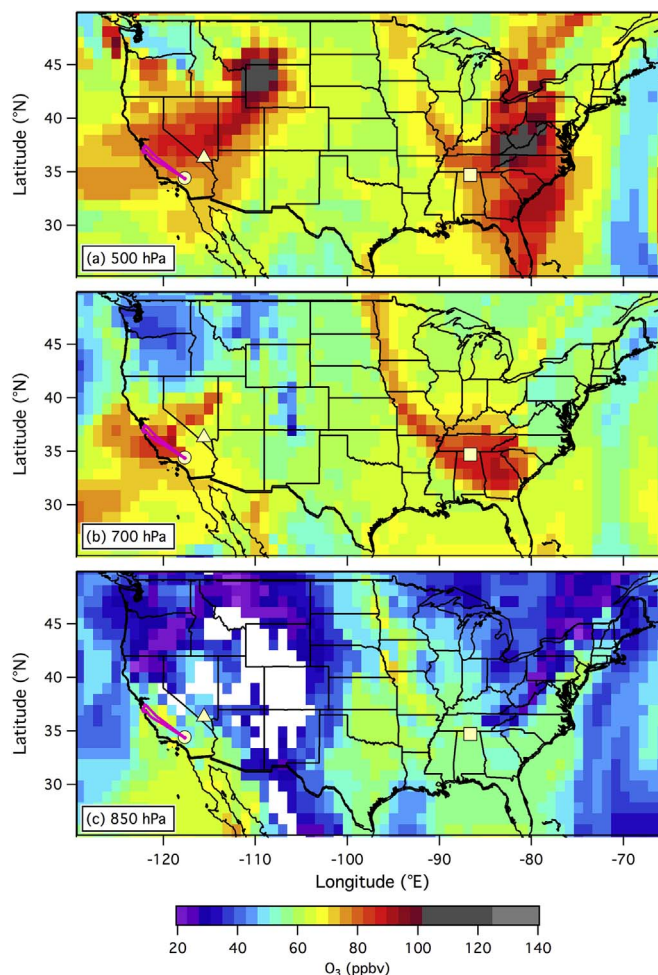 45
40
35
30
Latitude (°N)
(a) 500 hPa
45
40
35
30
Latitude (°N)
(b) 700 hPa
45
40
35
30
Latitude (°N)
(c) 850 hPa
-120 -110 -100 -90 -80 -70
Longitude (°E)
20 40 60 80 100 120 140
O₃ (ppbv)